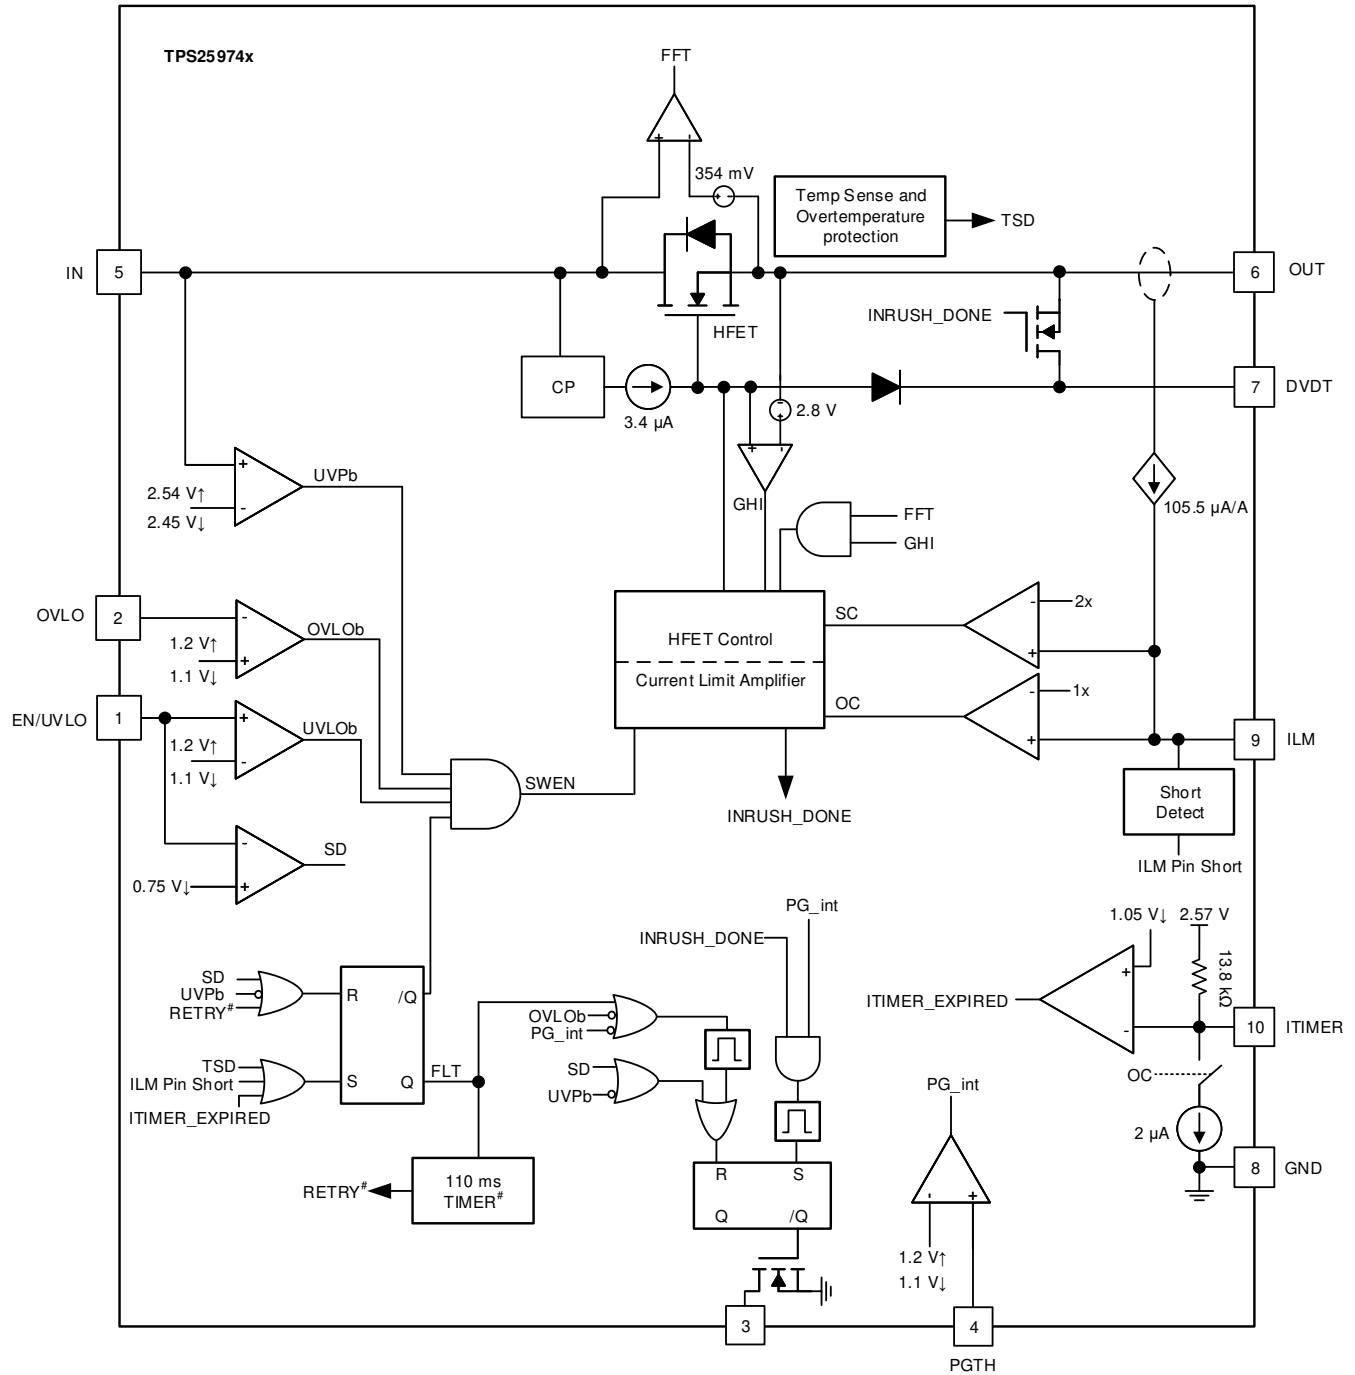 TPS25974x
FFT
+ -
354 mV
+ -
Temp Sense and
Overtemperature
protection
TSD
IN
5
6
OUT
INRUSH_DONE
HFET
CP
3.4 µA
7
DVDT
-
+
2.8 V
+ -
GHI
UVPb
+
-
2.54 V↑
2.45 V↓
105.5 µA/A
FFT
GHI
OVLO
2
-
+
1.2 V↑
1.1 V↓
OVLOb
HFET Control
Current Limit Amplifier
SC
-
+
2x
OC
-
+
1x
EN/UVLO
1
+
-
1.2 V↑
1.1 V↓
UVLOb
9
ILM
Short
Detect
ILM Pin Short
SWEN
INRUSH_DONE
-
+
SD
0.75 V↓
PG_int
INRUSH_DONE
1.05 V↓
2.57 V
13.8 kΩ
+
-
ITIMER_EXPIRED
10
ITIMER
SD
UVPb
RETRY#
R
/Q
S
Q
TSD
ILM Pin Short
ITIMER_EXPIRED
FLT
OVLOb
PG_int
SD
UVPb
PG_int
OC
2 µA
8
GND
RETRY#
110 ms
TIMER#
R
S
Q
/Q
- +
1.2 V↑
1.1 V↓
3
4
PGTH